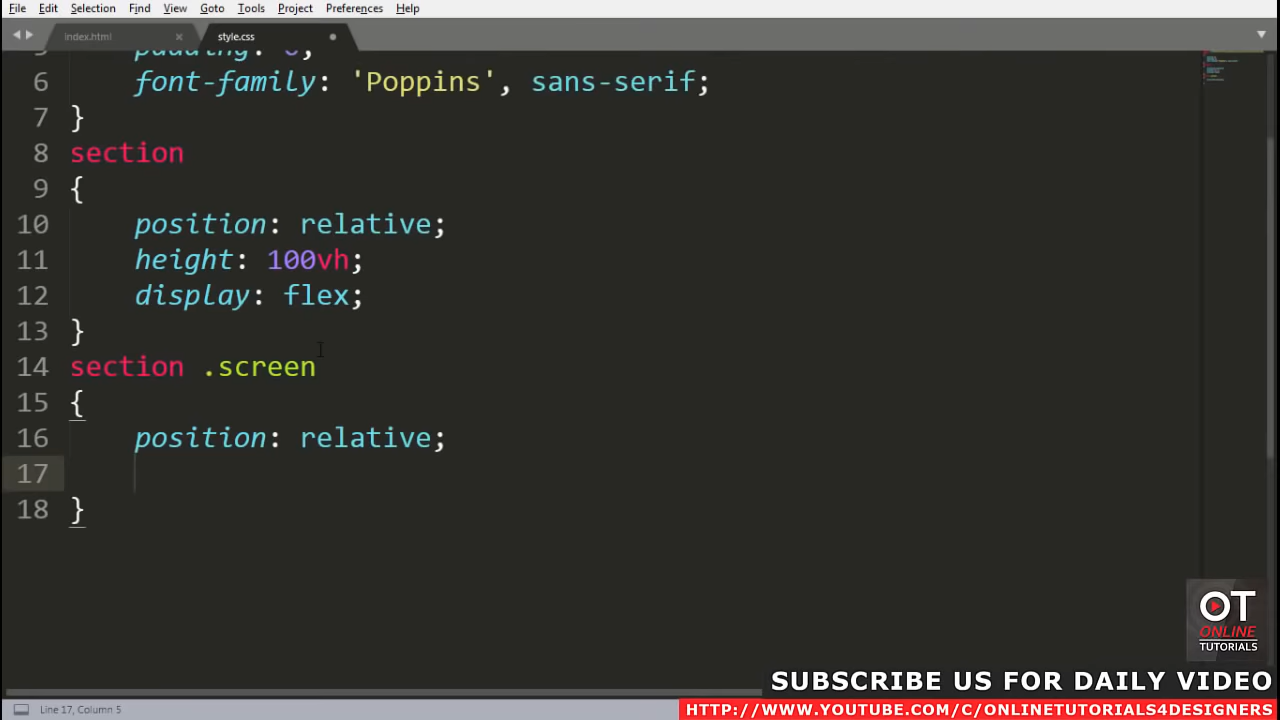 File Edit Selection Find View Goto Tools Project Preferences Help
index.html × style.css
5 padding: 0;
6 font-family: 'Poppins', sans-serif;
7 }
8 section
9 {
10 position: relative;
11 height: 100vh;
12 display: flex;
13 }
14 section .screen
15 {
16 position: relative;
17
18 }
OT
ONLINE
TUTORIALS
SUBSCRIBE US FOR DAILY VIDEO
Line 17, Column 5
HTTP://WWW.YOUTUBE.COM/C/ONLINETUTORIALS4DESIGNERS